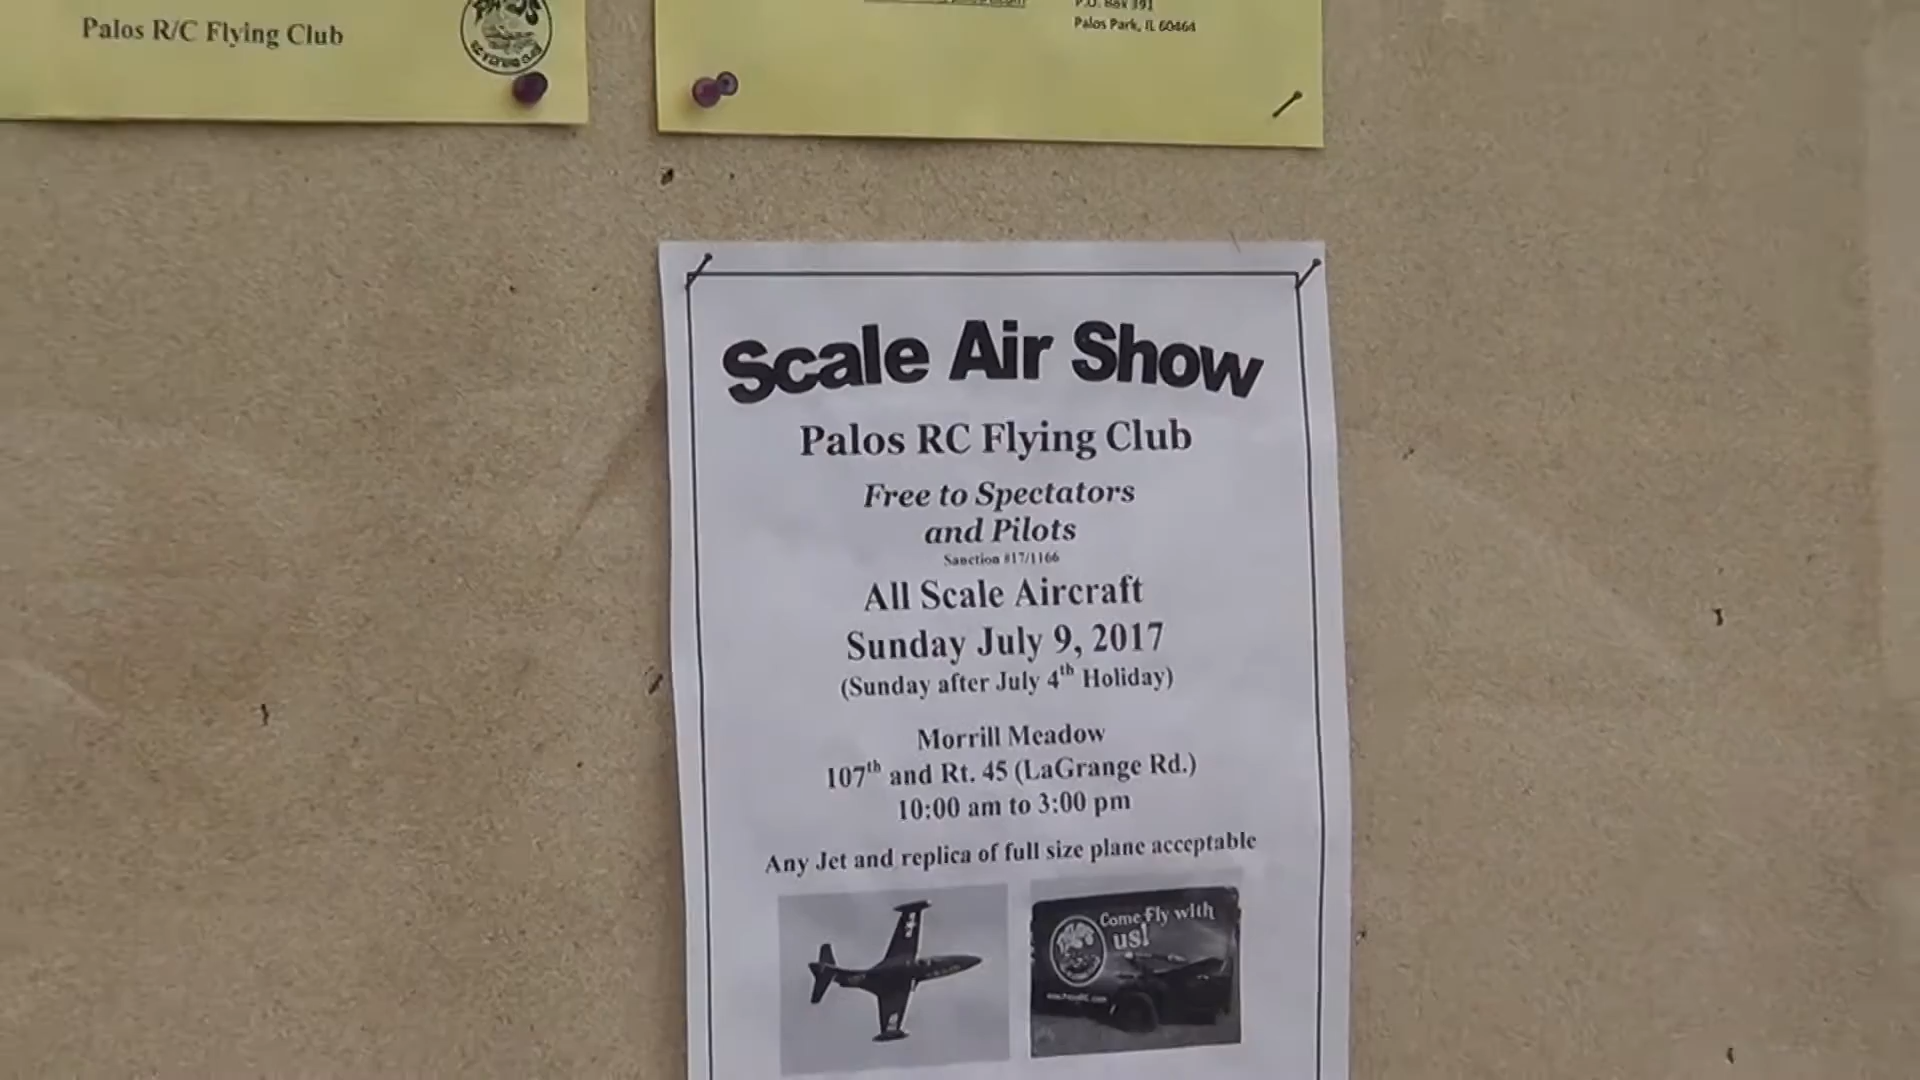 Palos R/C Flying Club
P.O. Box 391
Palos Park, IL 60464
Scale Air Show
Palos RC Flying Club
Free to Spectators
and Pilots
Sanction #17/1166
All Scale Aircraft
Sunday July 9, 2017
(Sunday after July 4th Holiday)
Morrill Meadow
107th and Rt. 45 (LaGrange Rd.)
10:00 am to 3:00 pm
Any Jet and replica of full size plane acceptable
Come Fly with
us!